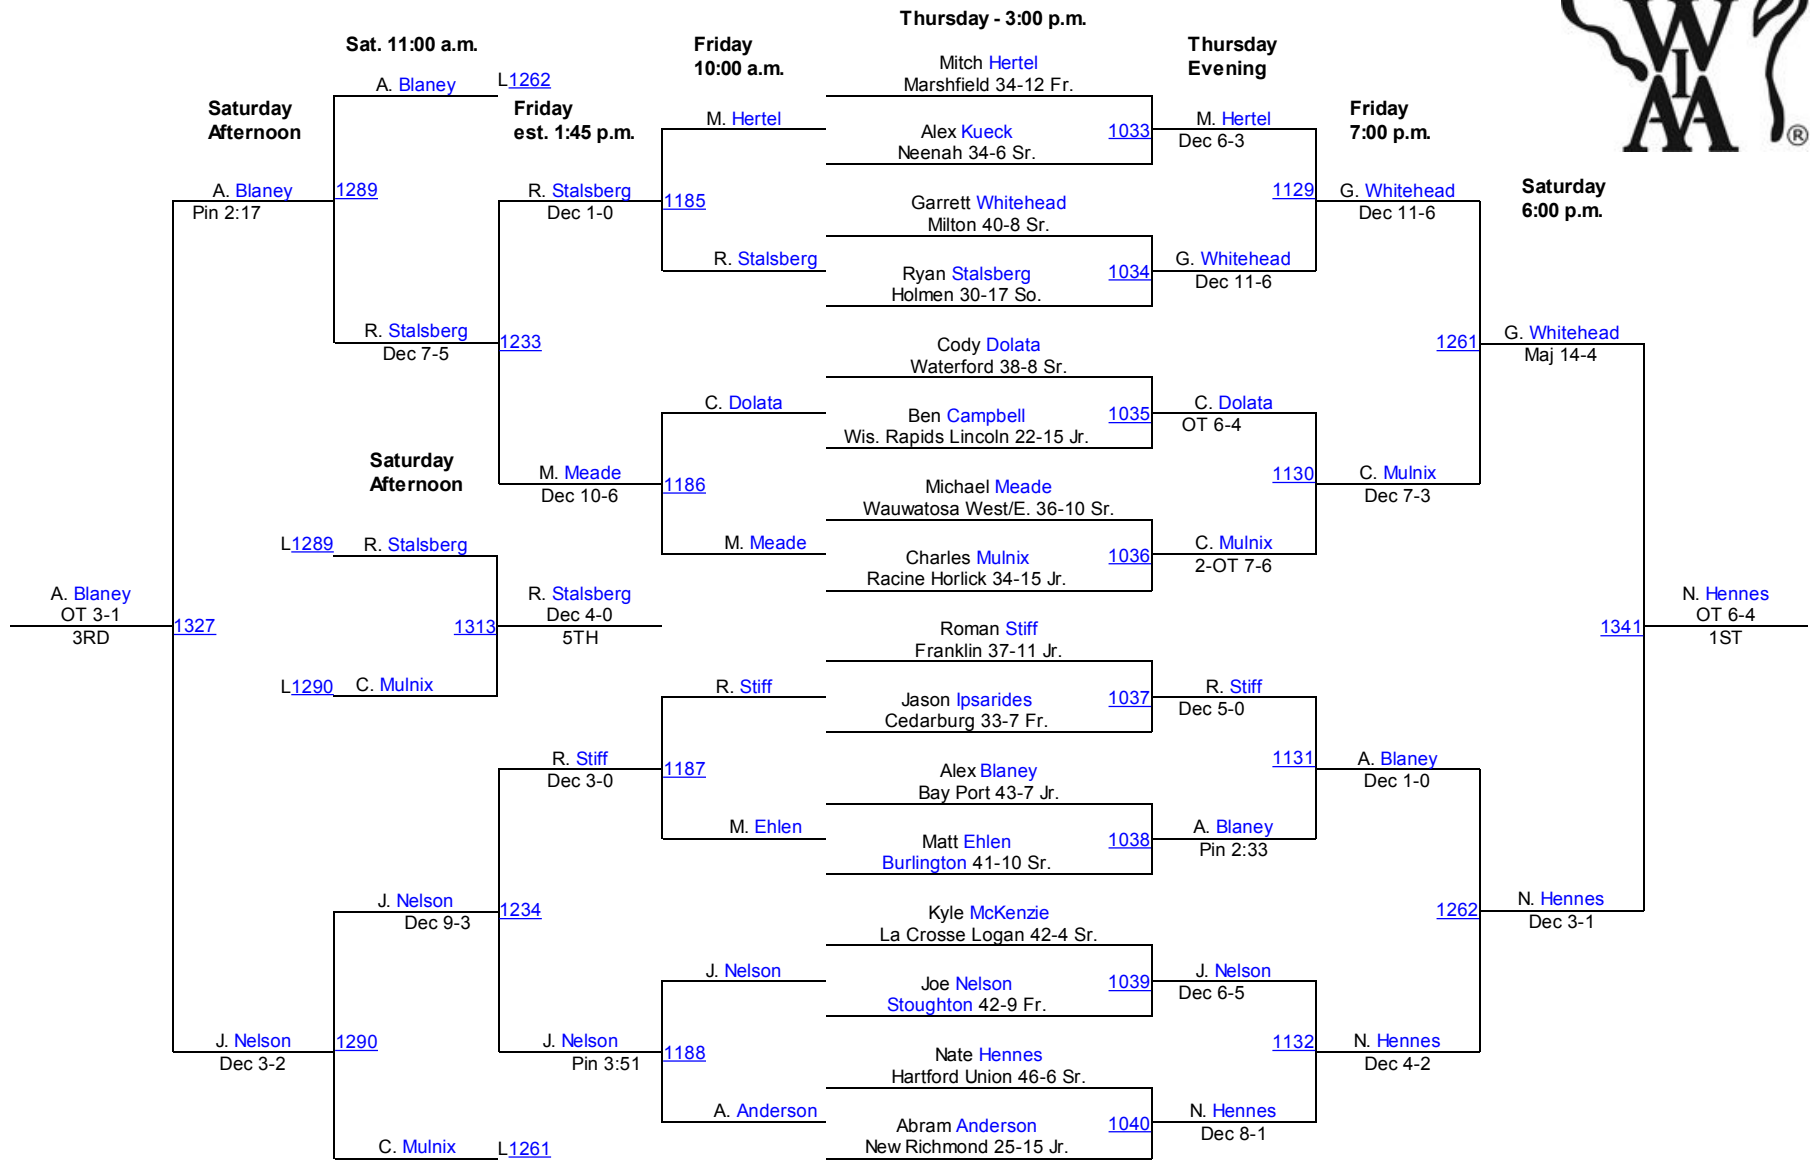 Thursday - 3:00 p.m.
Sat. 11:00 a.m.
Friday
10:00 a.m.
Thursday
Evening
Saturday
Afternoon
Friday
est. 1:45 p.m.
Friday
7:00 p.m.
Saturday
6:00 p.m.
Saturday
Afternoon
WIAA
®
Mitch Hertel
Marshfield 34-12 Fr.
Alex Kueck
Neenah 34-6 Sr.
1033
Garrett Whitehead
Milton 40-8 Sr.
Ryan Stalsberg
Holmen 30-17 So.
1034
Cody Dolata
Waterford 38-8 Sr.
Ben Campbell
Wis. Rapids Lincoln 22-15 Jr.
1035
Michael Meade
Wauwatosa West/E. 36-10 Sr.
Charles Mulnix
Racine Horlick 34-15 Jr.
1036
Roman Stiff
Franklin 37-11 Jr.
Jason Ipsarides
Cedarburg 33-7 Fr.
1037
Alex Blaney
Bay Port 43-7 Jr.
Matt Ehlen
Burlington 41-10 Sr.
1038
Kyle McKenzie
La Crosse Logan 42-4 Sr.
Joe Nelson
Stoughton 42-9 Fr.
1039
Nate Hennes
Hartford Union 46-6 Sr.
Abram Anderson
New Richmond 25-15 Jr.
1040
M. Hertel
Dec 6-3
1129
G. Whitehead
Dec 11-6
C. Dolata
OT 6-4
1130
C. Mulnix
2-OT 7-6
R. Stiff
Dec 5-0
1131
A. Blaney
Pin 2:33
J. Nelson
Dec 6-5
1132
N. Hennes
Dec 8-1
G. Whitehead
Dec 11-6
1261
C. Mulnix
Dec 7-3
A. Blaney
Dec 1-0
1262
N. Hennes
Dec 4-2
G. Whitehead
Maj 14-4
1341
N. Hennes
Dec 3-1
N. Hennes
OT 6-4
1ST
M. Hertel
1185
R. Stalsberg
C. Dolata
1186
M. Meade
R. Stiff
1187
M. Ehlen
J. Nelson
1188
A. Anderson
R. Stalsberg
Dec 1-0
1233
M. Meade
Dec 10-6
R. Stiff
Dec 3-0
1234
J. Nelson
Pin 3:51
A. Blaney
L1262
1289
R. Stalsberg
Dec 7-5
J. Nelson
Dec 9-3
1290
C. Mulnix
L1261
A. Blaney
Pin 2:17
1327
J. Nelson
Dec 3-2
A. Blaney
OT 3-1
3RD
L1289
R. Stalsberg
1313
L1290
C. Mulnix
R. Stalsberg
Dec 4-0
5TH